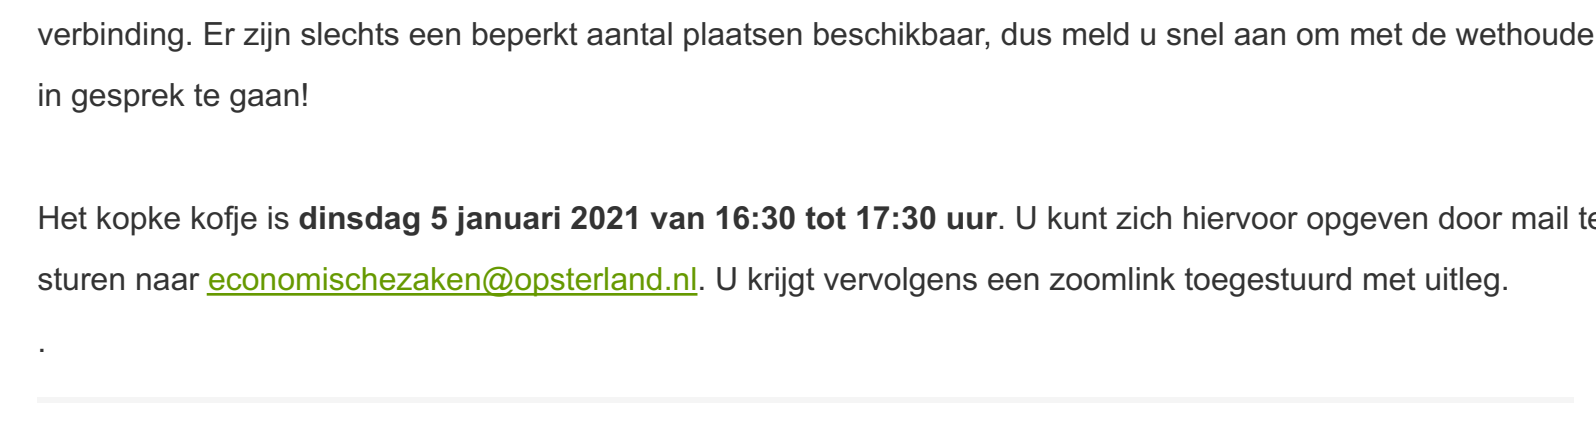 verbinding. Er zijn slechts een beperkt aantal plaatsen beschikbaar, dus meld u snel aan om met de wethoude
in gesprek te gaan!
Het kopke kofje is dinsdag 5 januari 2021 van 16:30 tot 17:30 uur. U kunt zich hiervoor opgeven door mail te
sturen naar economischezaken@opsterland.nl. U krijgt vervolgens een zoomlink toegestuurd met uitleg.
.